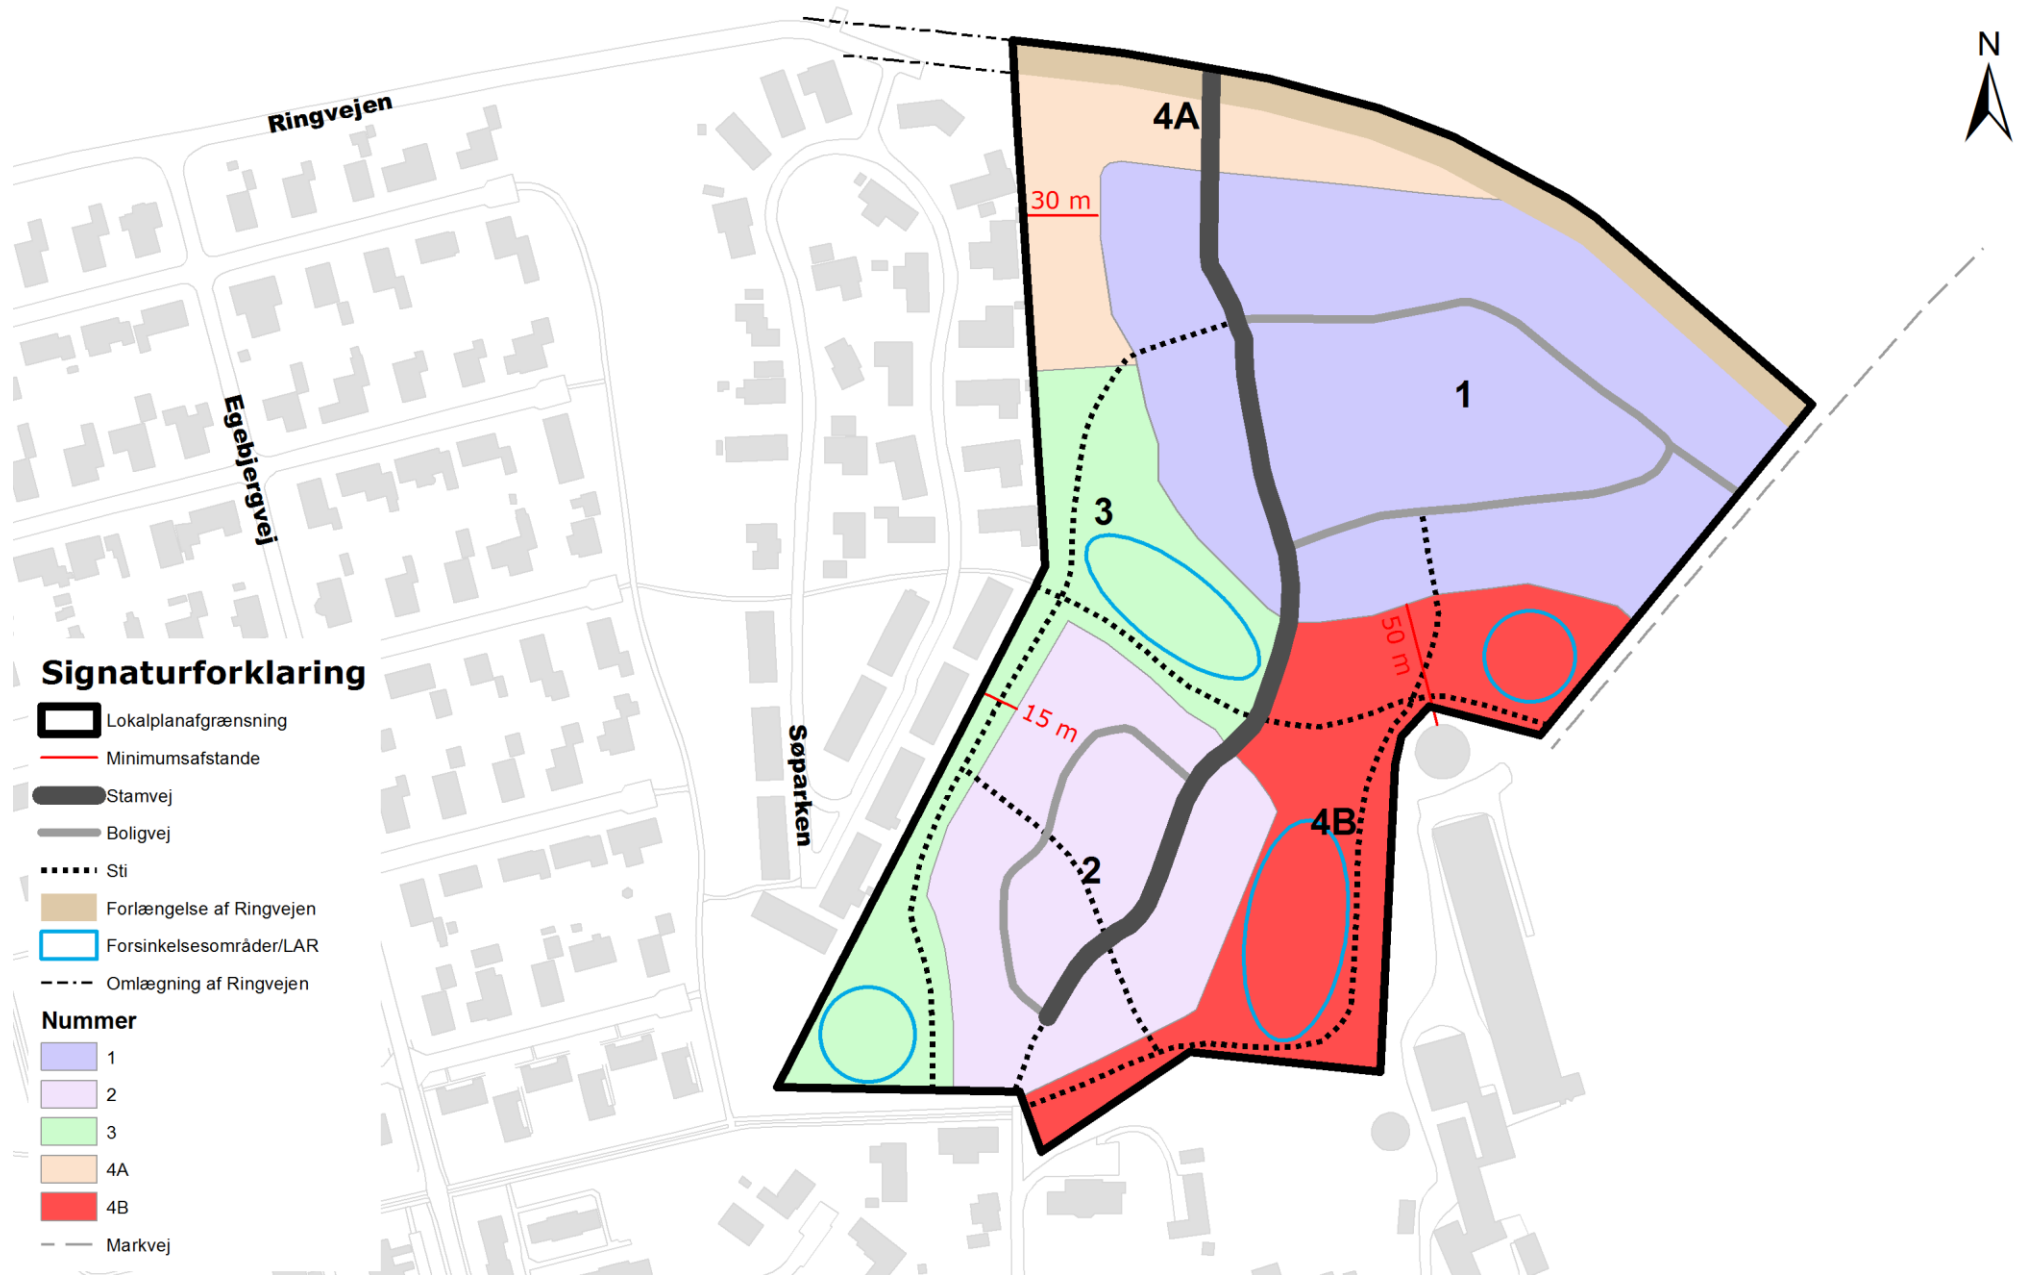 N
Ringvejen
4A
30 m
1
Egebjergvej
3
50 m
Signaturforklaring
Lokalplanafgrænsning
Minimumsafstande
Stamvej
Boligvej
Sti
Forlængelse af Ringvejen
Forsinkelsesområder/LAR
Omlægning af Ringvejen
Nummer
1
2
3
4A
4B
Markvej
15 m
Søparken
4B
2